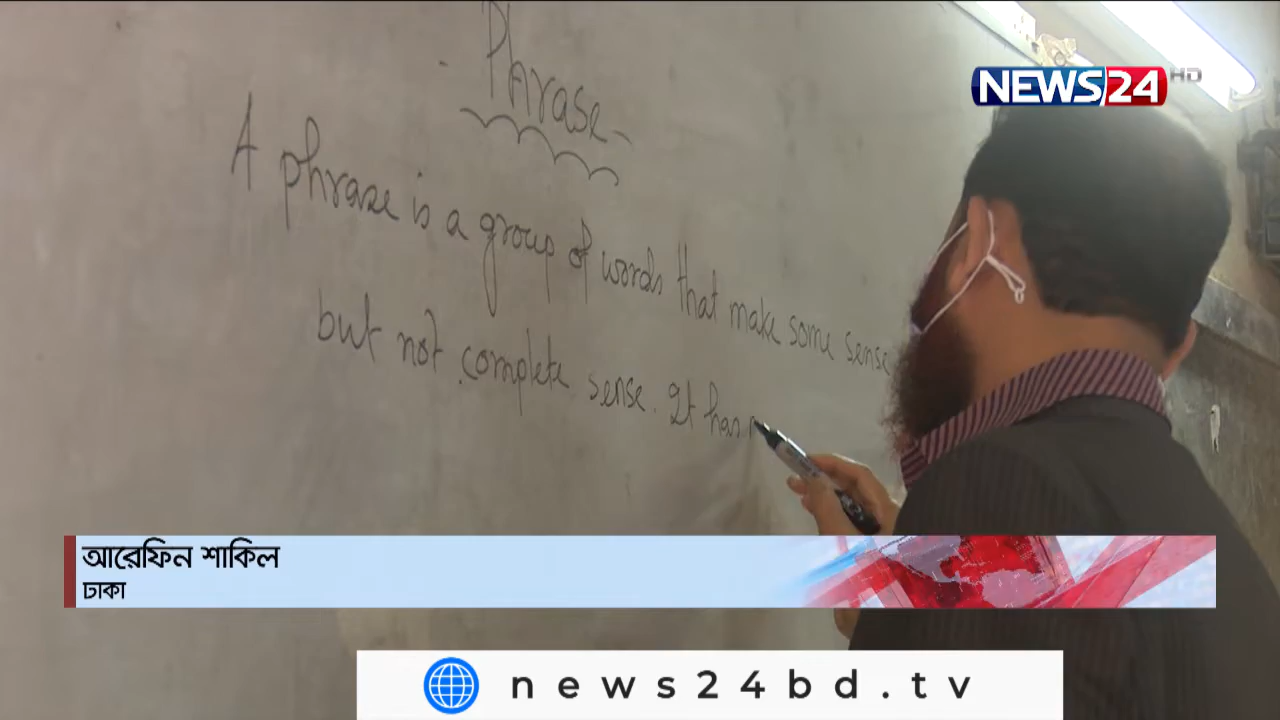 Phrase
NEWS24 HD
A phrase is a group of words that make some sense
but not complete sense. It has
আরেফিন শাকিল
ঢাকা
news24bd.tv